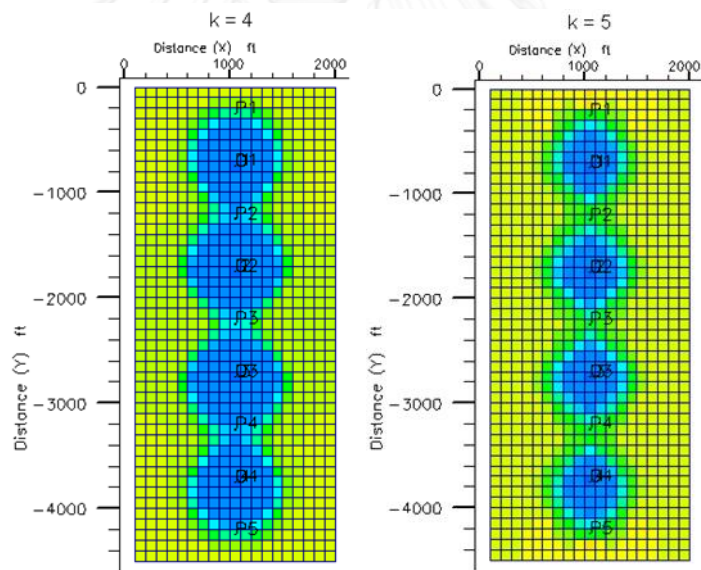 k = 4
Distance (X) ft
0 1000 2000
0
-1000
-2000
-3000
-4000
Distance (Y) ft
P1
P2
P3
P4
P5
k = 5
Distance (X) ft
0 1000 2000
0
-1000
-2000
-3000
-4000
Distance (Y) ft
P1
P2
P3
P4
P5